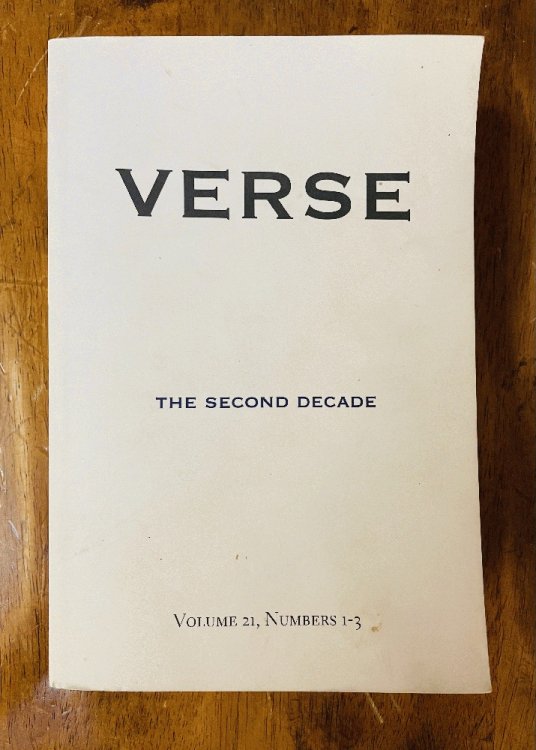 VERSE
THE SECOND DECADE
VOLUME 21, NUMBERS 1-3